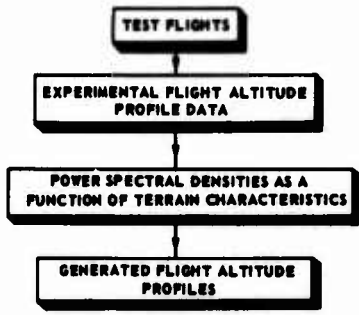 TEST FLIGHTS
EXPERIMENTAL FLIGHT ALTITUDE
PROFILE DATA
POWER SPECTRAL DENSITIES AS A
FUNCTION OF TERRAIN CHARACTERISTICS
GENERATED FLIGHT ALTITUDE
PROFILES